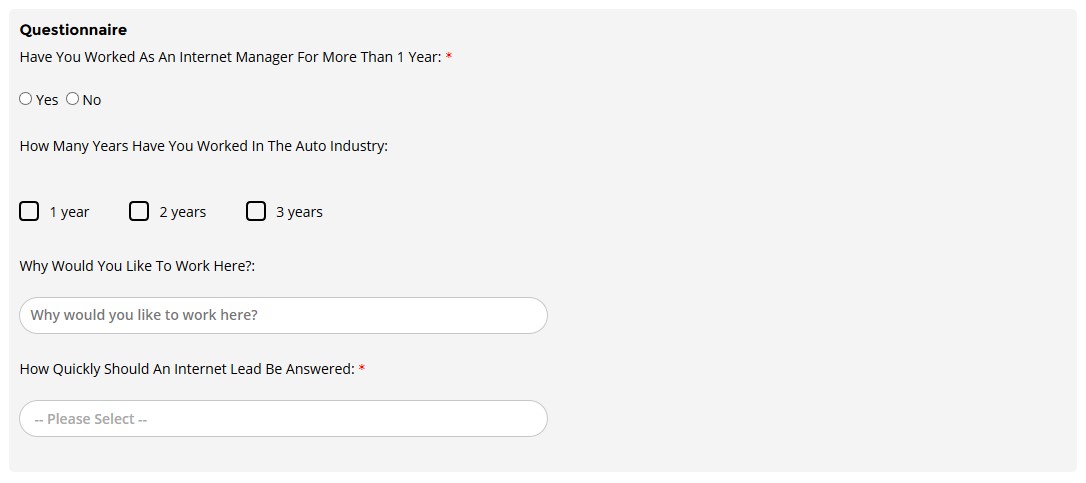 Questionnaire
Have You Worked As An Internet Manager For More Than 1 Year: *
Yes No
How Many Years Have You Worked In The Auto Industry:
1 year 2 years 3 years
Why Would You Like To Work Here?:
Why would you like to work here?
How Quickly Should An Internet Lead Be Answered: *
-- Please Select --